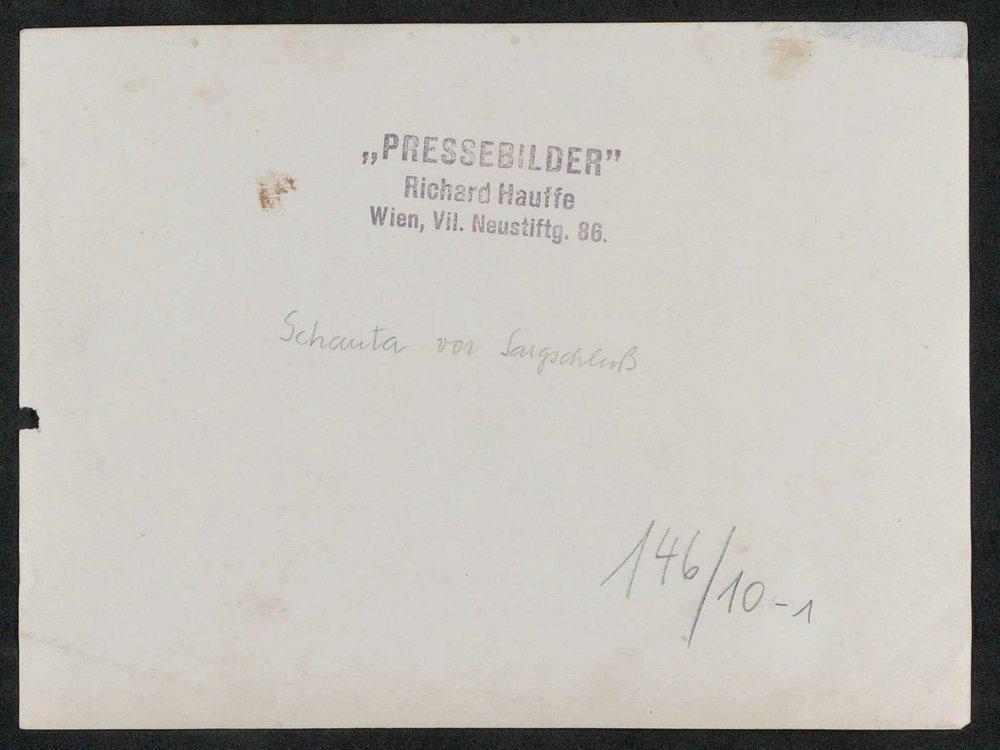 „PRESSEBILDER”
Richard Hauffe
Wien, VII. Neustiftg. 86.
Schauta vor Sargschluß
146/10-1